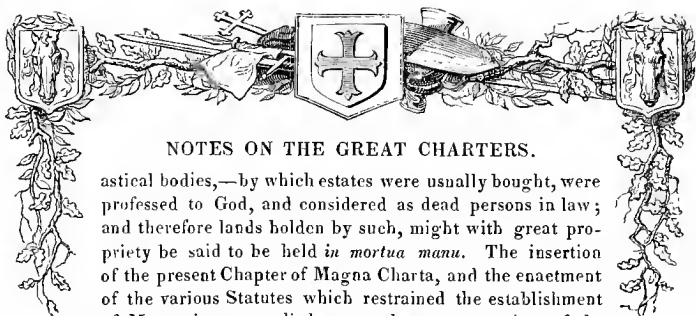 NOTES ON THE GREAT CHARTERS.
astical bodies,—by which estates were usually bought, were
professed to God, and considered as dead persons in law;
and therefore lands holden by such, might with great pro-
priety be said to be held in mortua manu. The insertion
of the present Chapter of Magna Charta, and the enactment
of the various Statutes which restrained the establishment